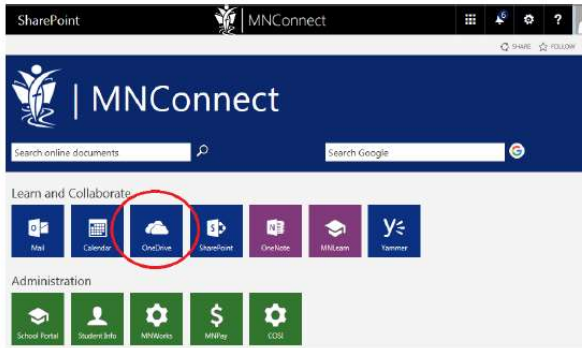 SharePoint
MNConnect
6
?
SHARE
FOLLOW
| MNConnect
Search online documents
Search Google
G
Learn and Collaborate
Mail
Calendar
OneDrive
SharePoint
OneNote
MNLearn
Yammer
Administration
School Portal
Student Info
MNWorks
MNPay
COSI